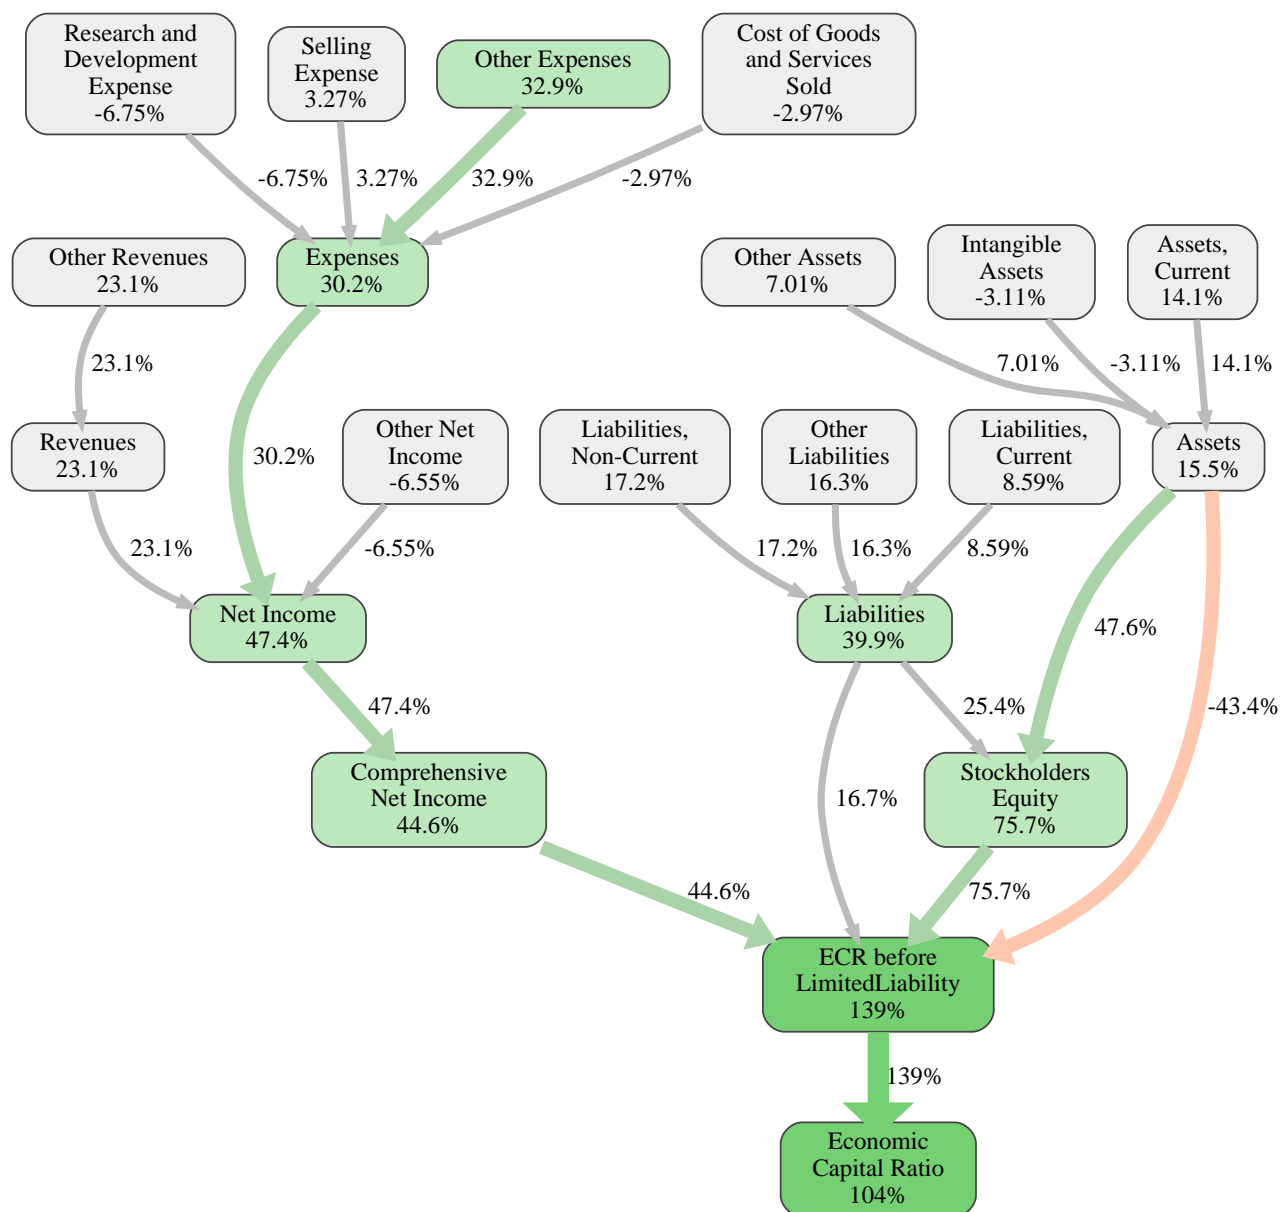 Research and
Development
Expense
-6.75%
Selling
Expense
3.27%
Other Expenses
32.9%
Cost of Goods
and Services
Sold
-2.97%
-6.75%
3.27%
32.9%
-2.97%
Other Revenues
23.1%
Expenses
30.2%
Other Assets
7.01%
Intangible
Assets
-3.11%
Assets,
Current
14.1%
23.1%
7.01%
-3.11%
14.1%
Revenues
23.1%
30.2%
Other Net
Income
-6.55%
Liabilities,
Non-Current
17.2%
Other
Liabilities
16.3%
Liabilities,
Current
8.59%
Assets
15.5%
23.1%
-6.55%
17.2%
16.3%
8.59%
Net Income
47.4%
Liabilities
39.9%
47.6%
47.4%
25.4%
-43.4%
Comprehensive
Net Income
44.6%
16.7%
Stockholders
Equity
75.7%
44.6%
75.7%
ECR before
LimitedLiability
139%
139%
Economic
Capital Ratio
104%